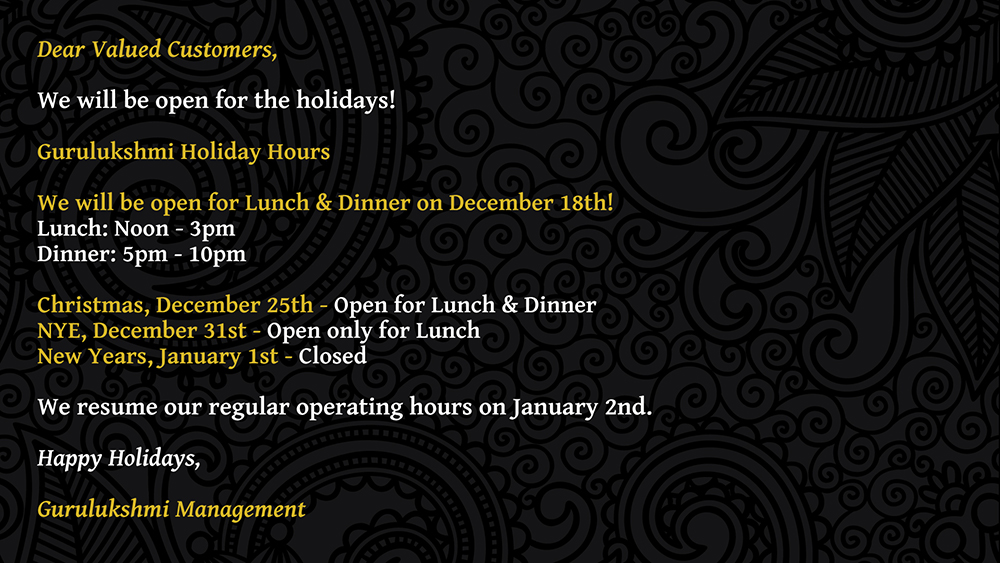 Dear Valued Customers,
We will be open for the holidays!
Gurulukshmi Holiday Hours
We will be open for Lunch & Dinner on December 18th!
Lunch: Noon - 3pm
Dinner: 5pm - 10pm
Christmas, December 25th - Open for Lunch & Dinner
NYE, December 31st - Open only for Lunch
New Years, January 1st - Closed
We resume our regular operating hours on January 2nd.
Happy Holidays,
Gurulukshmi Management